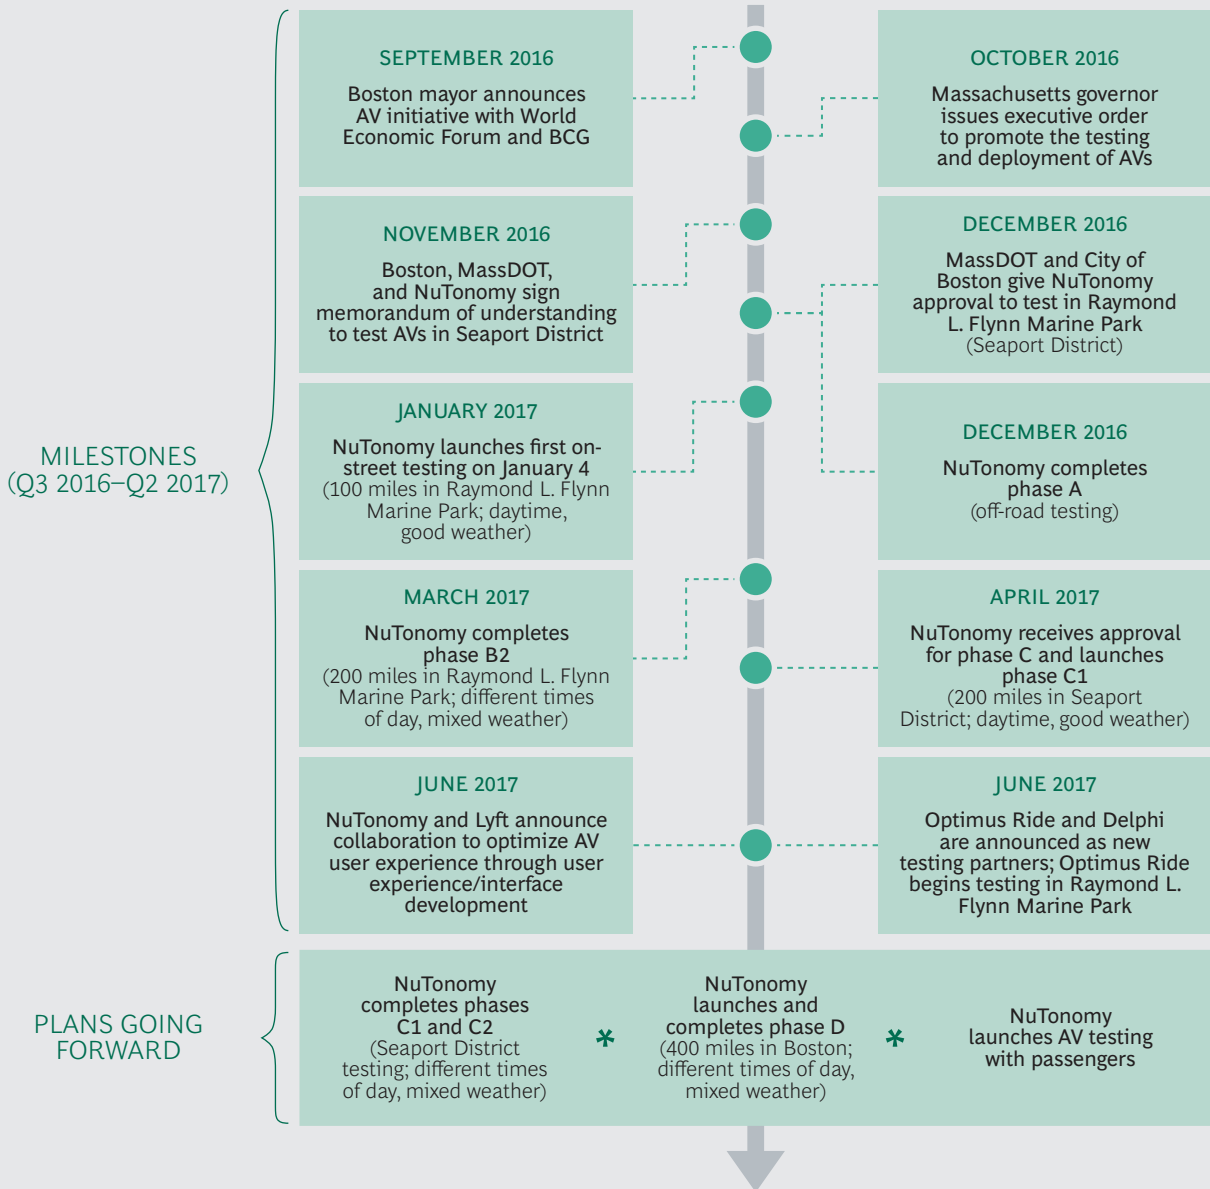 MILESTONES
(Q3 2016–Q2 2017)
SEPTEMBER 2016
Boston mayor announces
AV initiative with World
Economic Forum and BCG
OCTOBER 2016
Massachusetts governor
issues executive order
to promote the testing
and deployment of AVs
NOVEMBER 2016
Boston, MassDOT,
and NuTonomy sign
memorandum of understanding
to test AVs in Seaport District
DECEMBER 2016
MassDOT and City of
Boston give NuTonomy
approval to test in Raymond
L. Flynn Marine Park
(Seaport District)
JANUARY 2017
NuTonomy launches first on-
street testing on January 4
(100 miles in Raymond L. Flynn
Marine Park; daytime,
good weather)
DECEMBER 2016
NuTonomy completes
phase A
(off-road testing)
MARCH 2017
NuTonomy completes
phase B2
(200 miles in Raymond L. Flynn
Marine Park; different times
of day, mixed weather)
APRIL 2017
NuTonomy receives approval
for phase C and launches
phase C1
(200 miles in Seaport
District; daytime, good weather)
JUNE 2017
NuTonomy and Lyft announce
collaboration to optimize AV
user experience through user
experience/interface
development
JUNE 2017
Optimus Ride and Delphi
are announced as new
testing partners; Optimus Ride
begins testing in Raymond L.
Flynn Marine Park
PLANS GOING
FORWARD
NuTonomy
completes phases
C1 and C2
(Seaport District
testing; different times
of day, mixed weather)
*
NuTonomy
launches and
completes phase D
(400 miles in Boston;
different times of day,
mixed weather)
*
NuTonomy
launches AV testing
with passengers